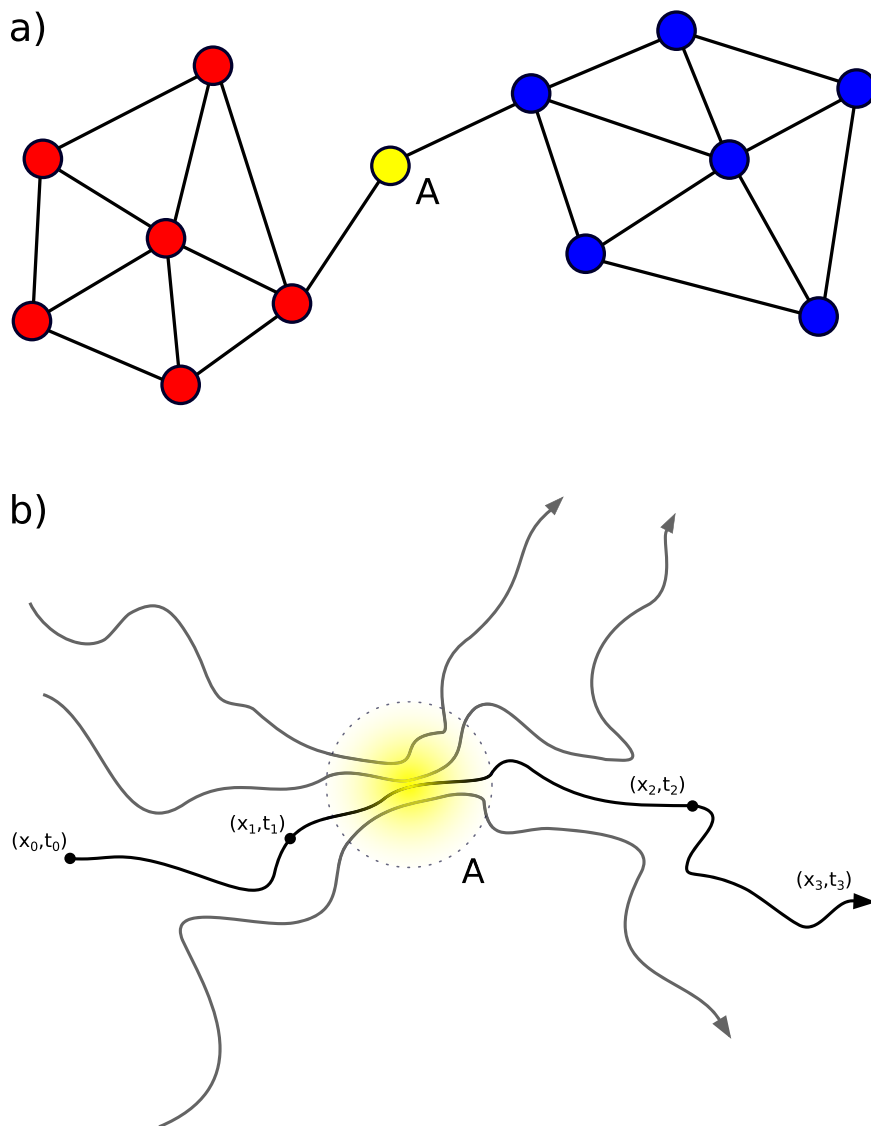 a)
A
b)
(x₂,t₂)
(x₁,t₁)
(x₀,t₀)
A
(x₃,t₃)